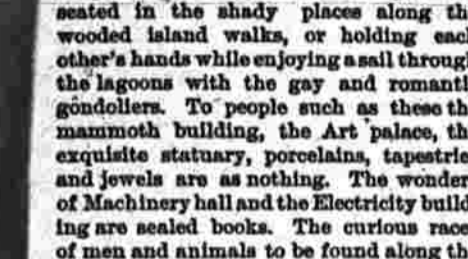 seated in the shady places along th
wooded island walks, or holding eac
other's hands while enjoying a sail throug
the lagoons with the gay and romant
gondoliers. To people such as these th
mammoth building, the Art palace, th
exquisite statuary, porcelains, tapestrie
and jewels are as nothing. The wonder
of Machinery hall and the Electricity build
ing are sealed books. The curious race
of men and animals to be found along th